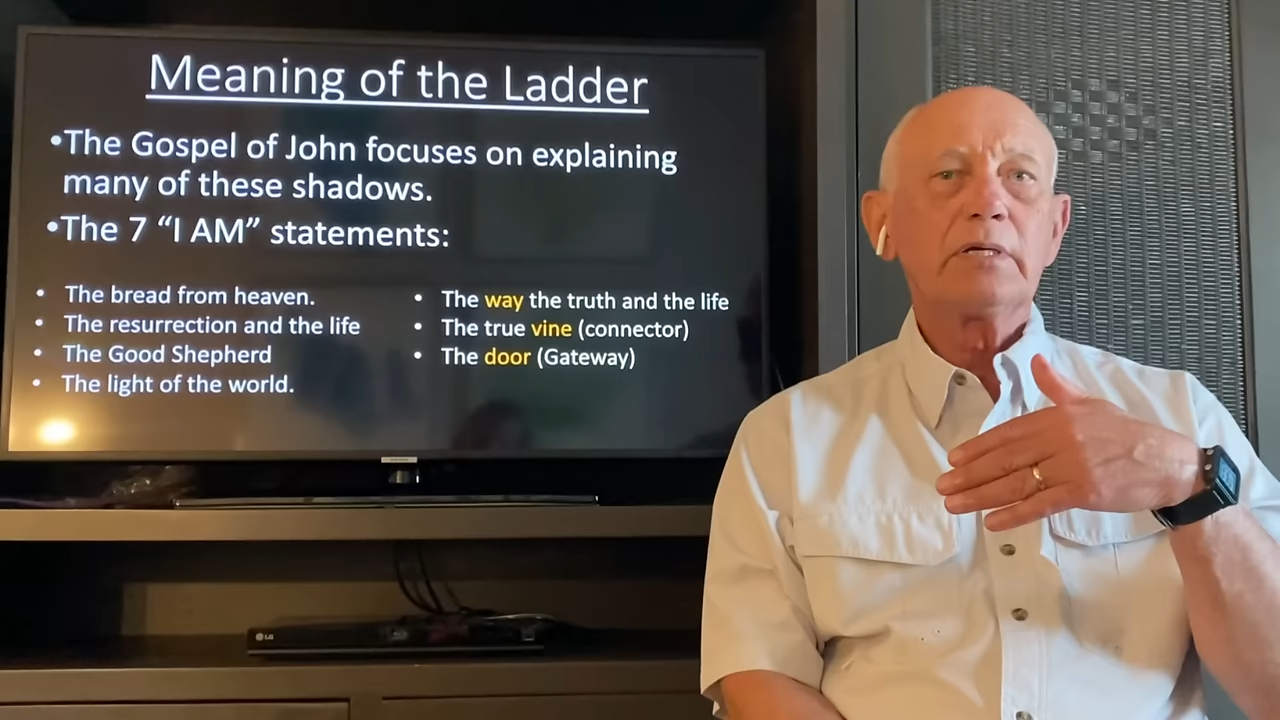 Meaning of the Ladder
•The Gospel of John focuses on explaining
many of these shadows.
•The 7 “I AM” statements:
• The bread from heaven.
• The resurrection and the life
• The Good Shepherd
• The light of the world.
• The way the truth and the life
• The true vine (connector)
• The door (Gateway)
LG